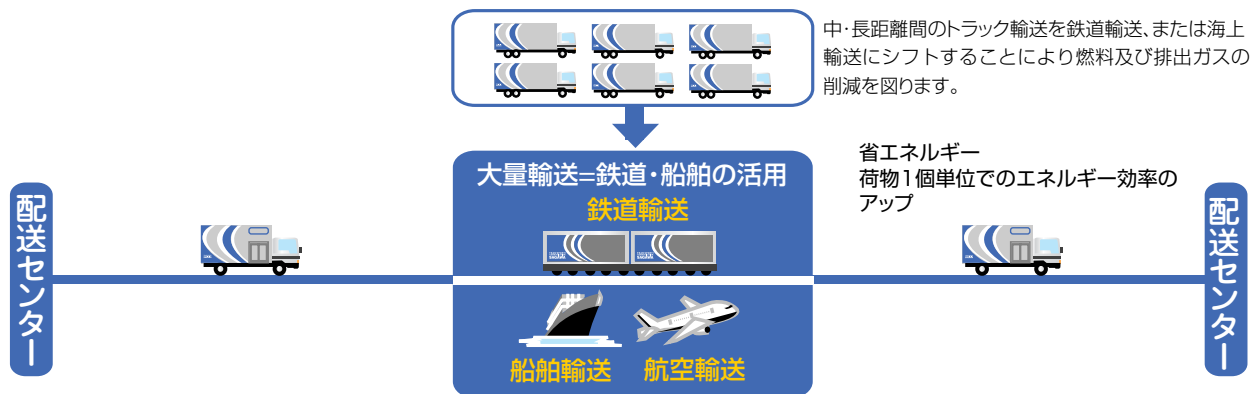 中・長距離間のトラック輸送を鉄道輸送、または海上
輸送にシフトすることにより燃料及び排出ガスの
削減を図ります。
大量輸送=鉄道・船舶の活用
鉄道輸送
省エネルギー
荷物1個単位でのエネルギー効率の
アップ
配送センター
配送センター
船舶輸送
航空輸送